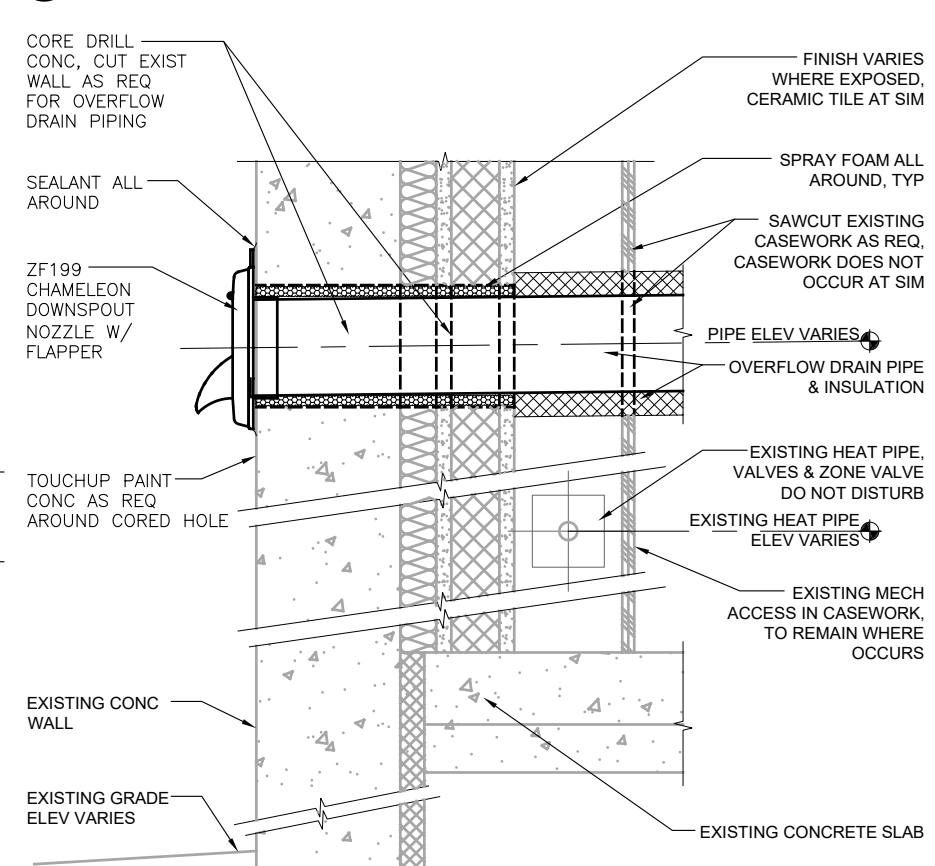 CORE DRILL
CONC, CUT EXIST
WALL AS REQ
FOR OVERFLOW
DRAIN PIPING
SEALANT ALL
AROUND
ZF199
CHAMELEON
DOWNSPOUT
NOZZLE W/
FLAPPER
TOUCHUP PAINT
CONC AS REQ
AROUND CORED HOLE
EXISTING CONC
WALL
EXISTING GRADE
ELEV VARIES
FINISH VARIES
WHERE EXPOSED,
CERAMIC TILE AT SIM
SPRAY FOAM ALL
AROUND, TYP
SAWCUT EXISTING
CASEWORK AS REQ,
CASEWORK DOES NOT
OCCUR AT SIM
PIPE ELEV VARIES
OVERFLOW DRAIN PIPE
& INSULATION
EXISTING HEAT PIPE,
VALVES & ZONE VALVE
DO NOT DISTURB
EXISTING HEAT PIPE
ELEV VARIES
EXISTING MECH
ACCESS IN CASEWORK,
TO REMAIN WHERE
OCCURS
EXISTING CONCRETE SLAB